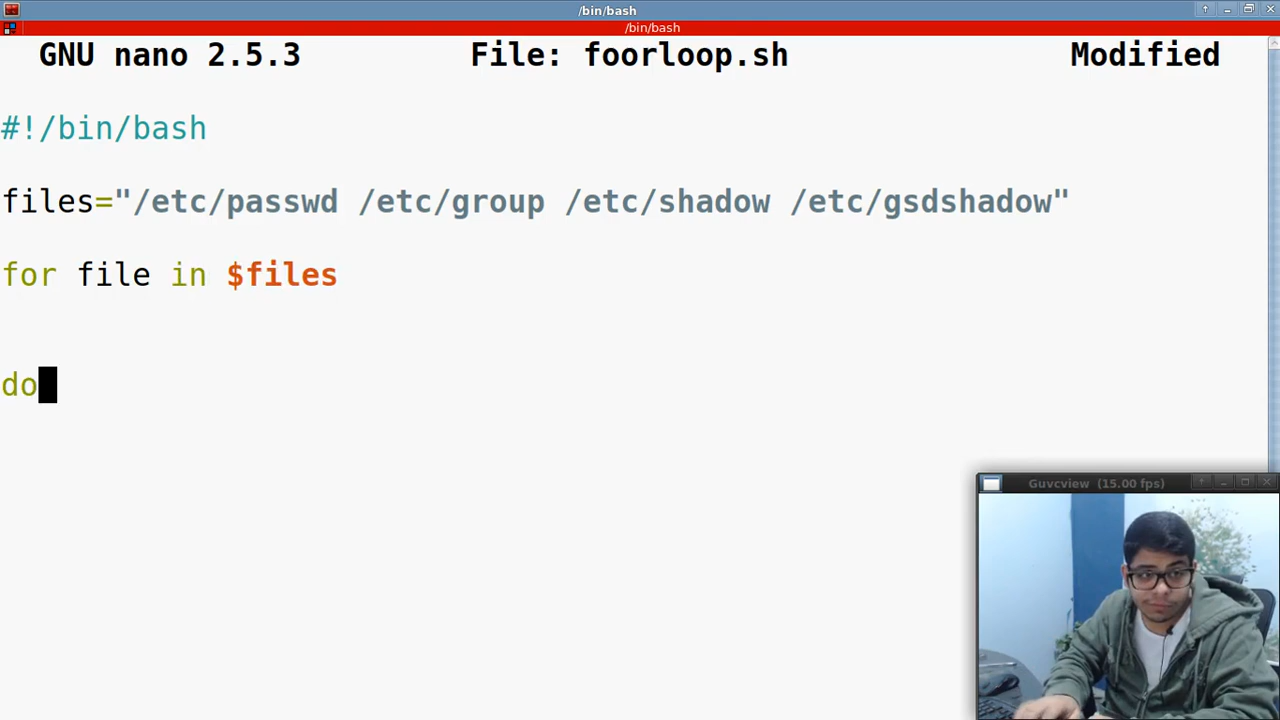 /bin/bash
/bin/bash
GNU nano 2.5.3 File: foorloop.sh Modified
#!/bin/bash
files="/etc/passwd /etc/group /etc/shadow /etc/gsdshadow"
for file in $files
do
Guvcview (15.00 fps)